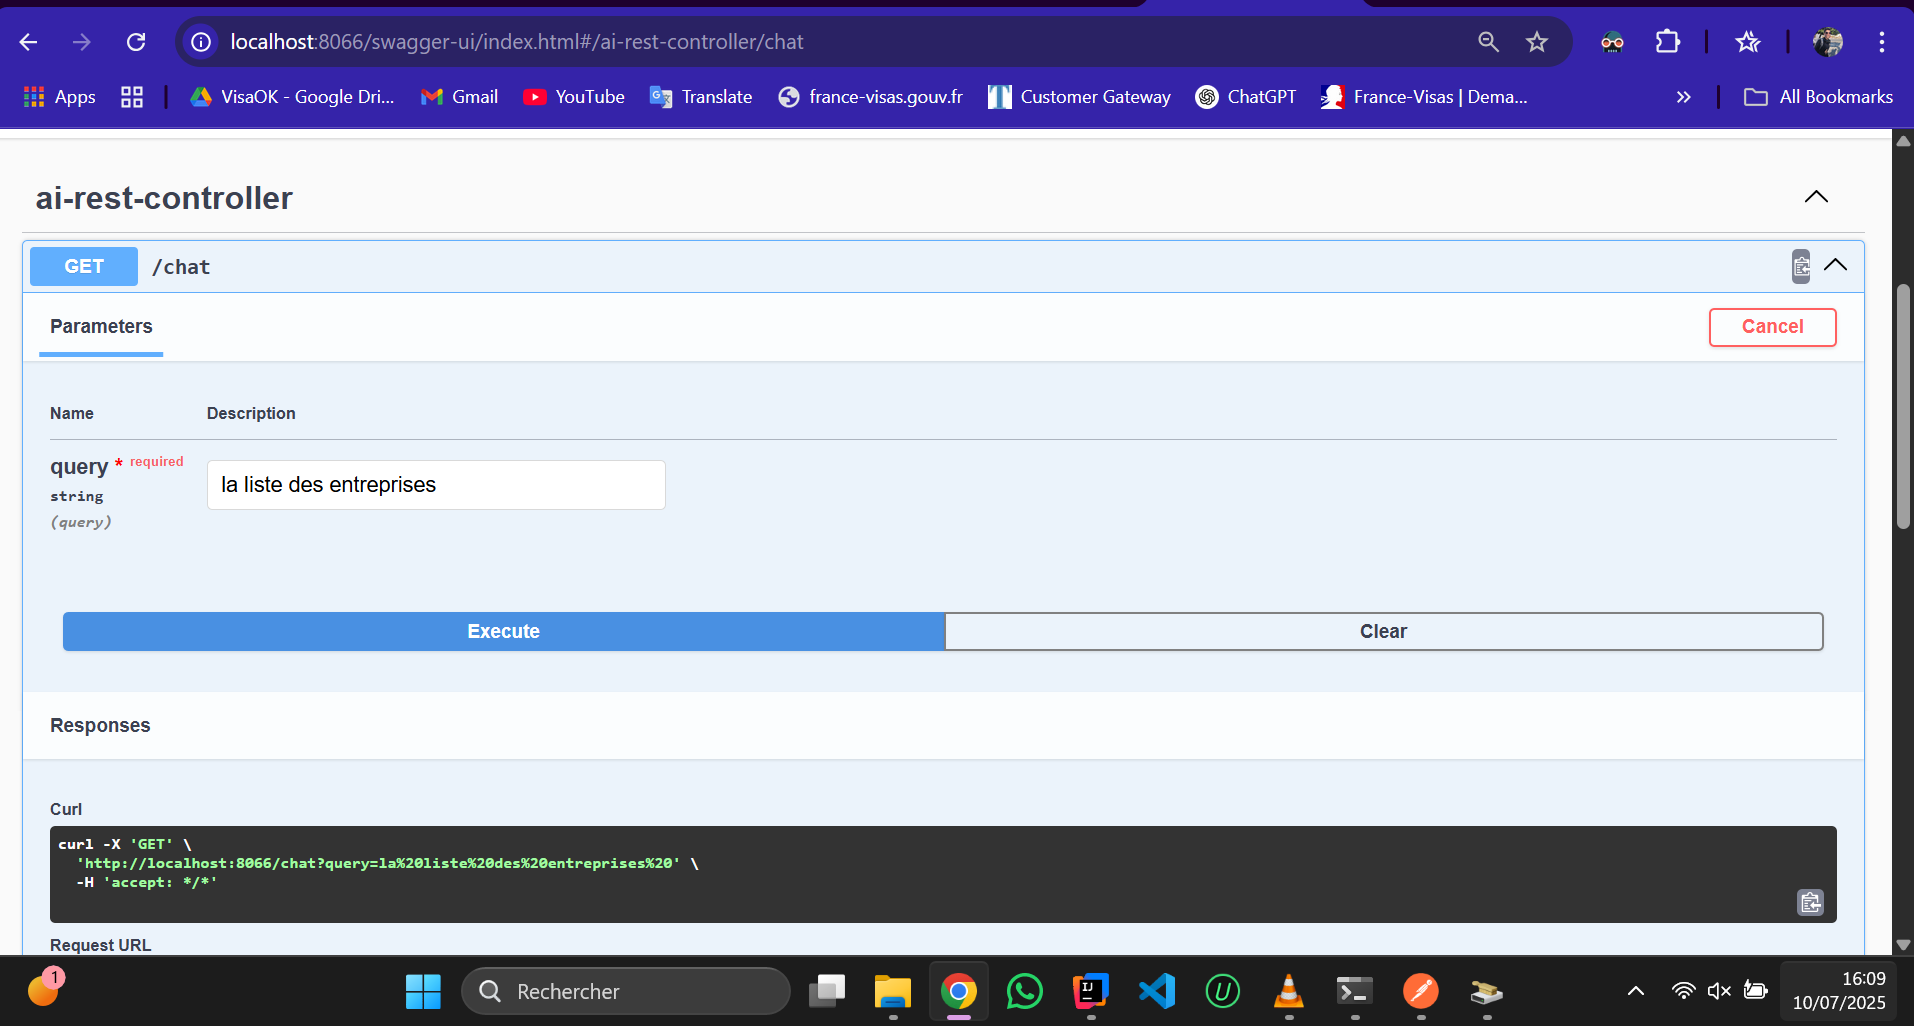 localhost:8066/swagger-ui/index.html#/ai-rest-controller/chat
Apps
VisaOK - Google Dri...
Gmail
YouTube
Translate
france-visas.gouv.fr
Customer Gateway
ChatGPT
France-Visas | Dema...
All Bookmarks
ai-rest-controller
GET /chat
Parameters
Cancel
Name Description
query * required
string
(query)
la liste des entreprises
Execute
Clear
Responses
Curl
curl -X 'GET' \
'http://localhost:8066/chat?query=la%20liste%20des%20entreprises%20' \
-H 'accept: */*'
Request URL
1
Rechercher
16:09
10/07/2025